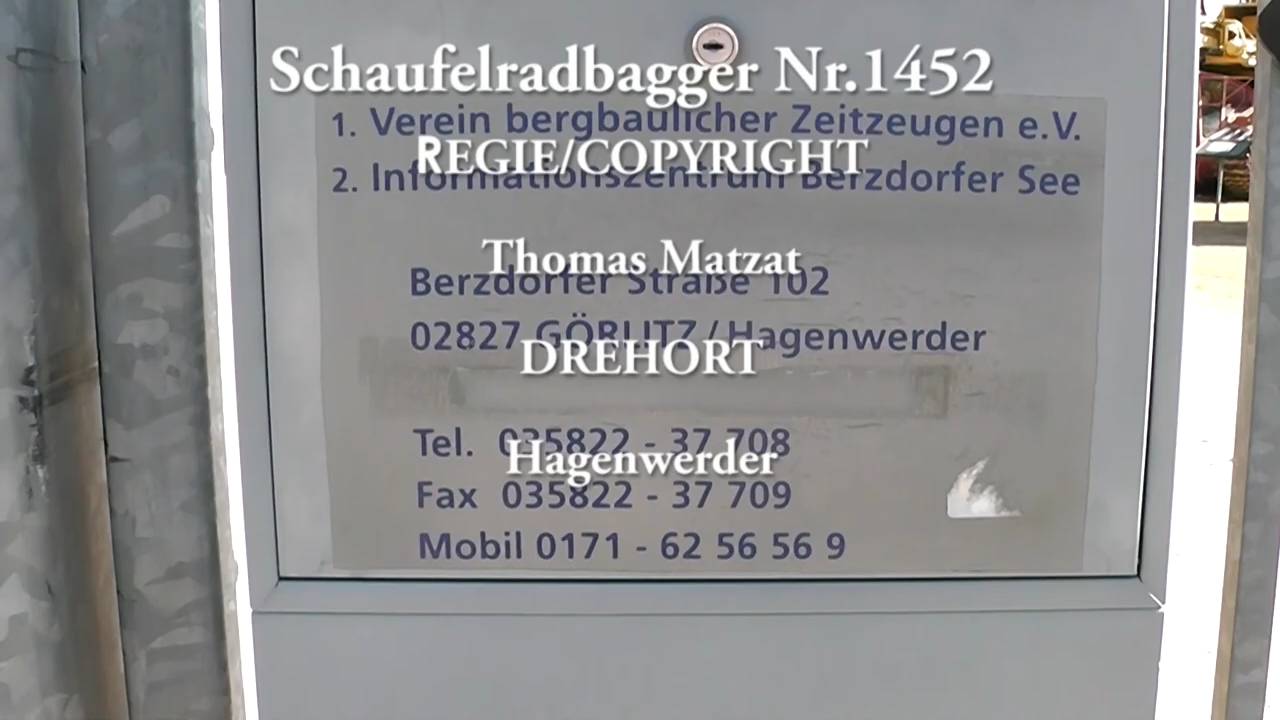 Schaufelradbagger Nr.1452
1. Verein bergbaulicher Zeitzeugen e.V.
REGIE/COPYRIGHT
2. Informationszentrum Berzdorfer See
Thomas Matzat
Berzdorfer Straße 102
02827 GÖRLITZ / Hagenwerder
DREHORT
Tel. 035822 - 37 708
Hagenwerder
Fax 035822 - 37 709
Mobil 0171 - 62 56 56 9